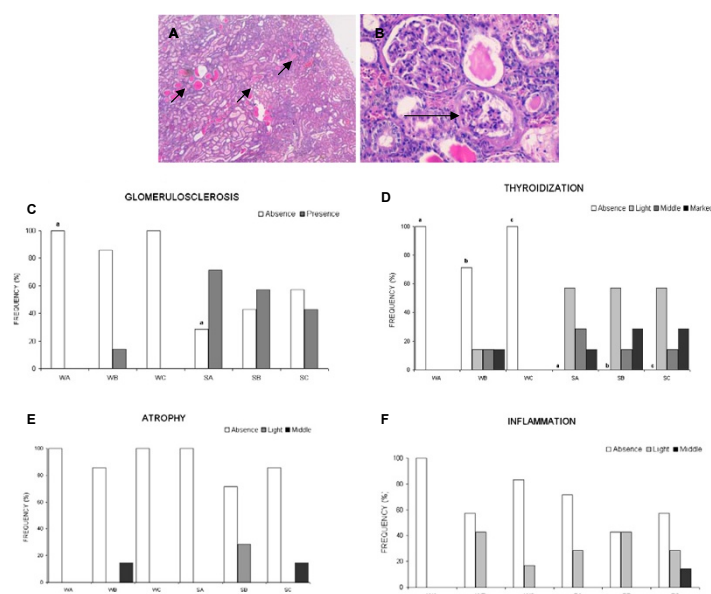 A
B
C
GLOMERULOSCLEROSIS
Absence Presence
a
a
FREQUENCY (%)
100
80
60
40
20
0
WA WB WC SA SB SC
D
THYROIDIZATION
Absence Light Middle Marked
a
b
c
a
b
c
FREQUENCY (%)
100
80
60
40
20
0
WA WB WC SA SB SC
E
ATROPHY
Absence Light Middle
FREQUENCY (%)
100
80
60
40
20
0
WA WB WC SA SB SC
F
INFLAMMATION
Absence Light Middle
FREQUENCY (%)
100
80
60
40
20
0